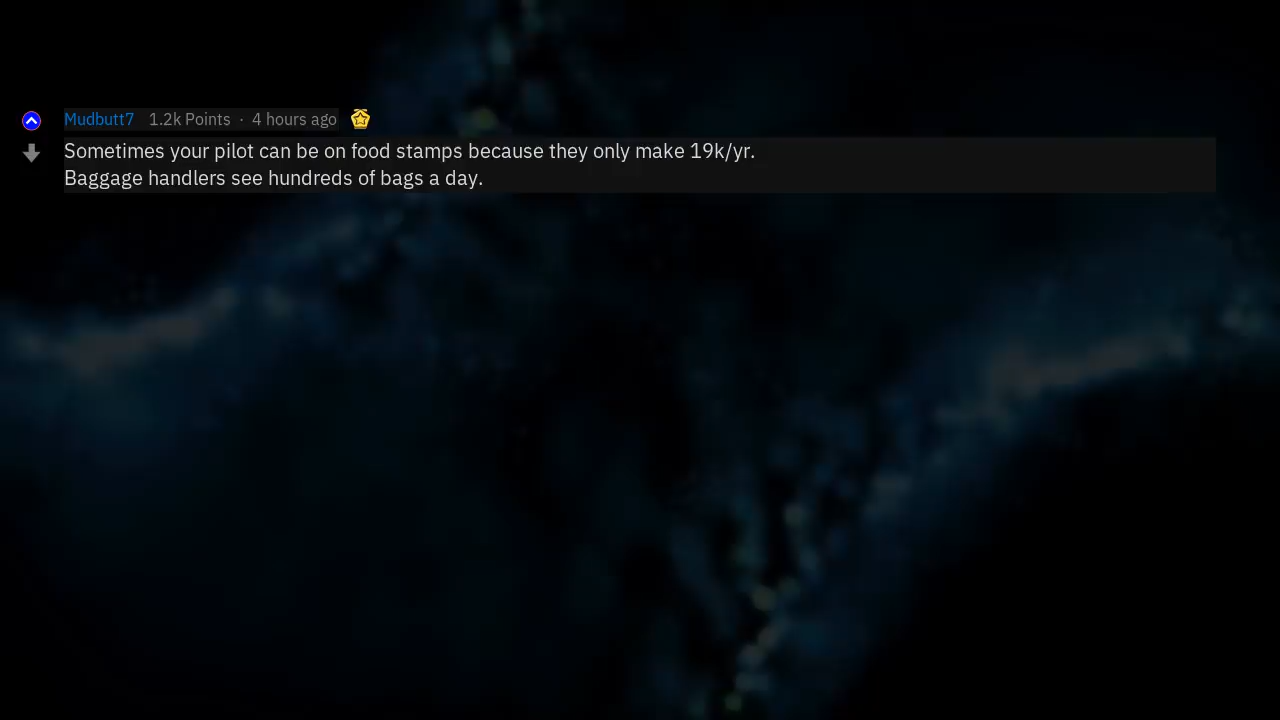 Mudbutt7 1.2k Points · 4 hours ago
Sometimes your pilot can be on food stamps because they only make 19k/yr.
Baggage handlers see hundreds of bags a day.